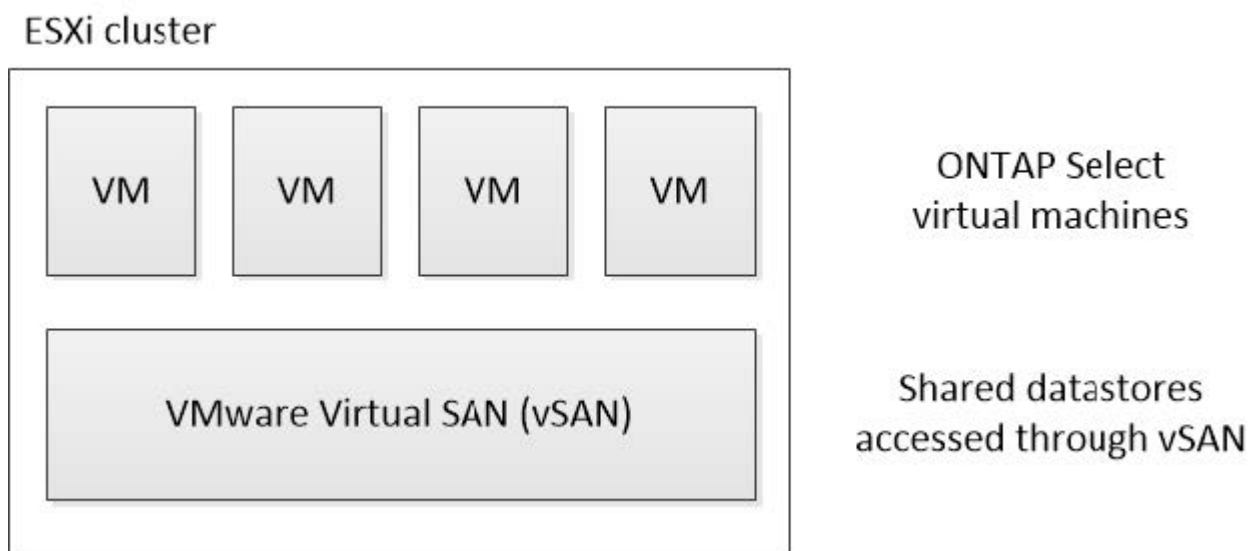 ESXi cluster
VM
VM
VM
VM
ONTAP Select
virtual machines
VMware Virtual SAN (vSAN)
Shared datastores
accessed through vSAN